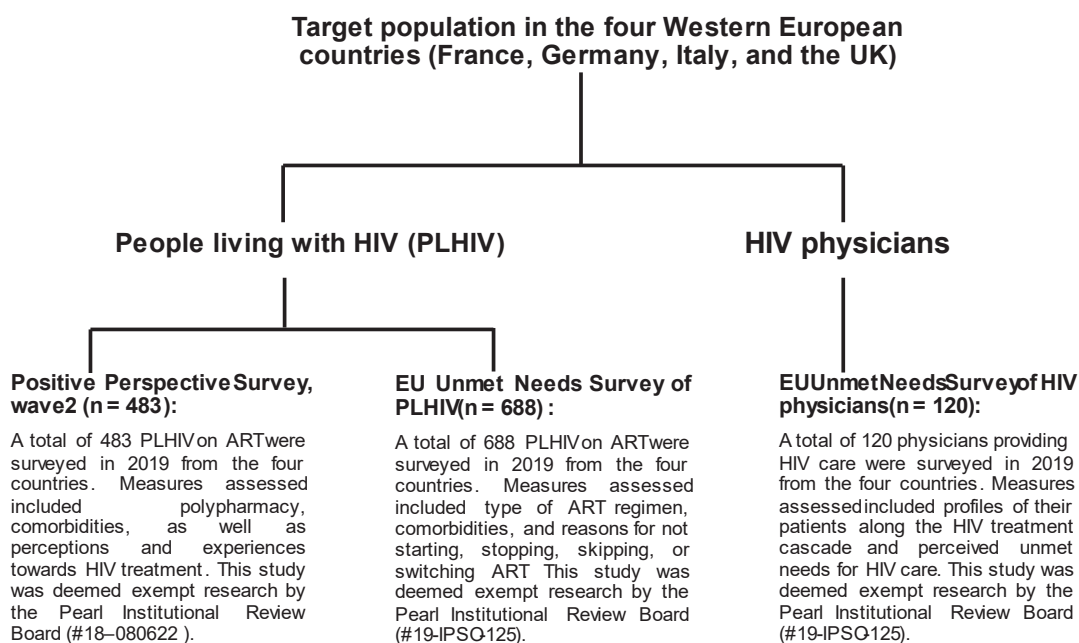 Target population in the four Western European
countries (France, Germany, Italy, and the UK)
People living with HIV (PLHIV)
HIV physicians
Positive Perspective Survey,
wave2 (n = 483):
A total of 483 PLHIV on ART were
surveyed in 2019 from the four
countries. Measures assessed
included polypharmacy,
comorbidities, as well as
perceptions and experiences
towards HIV treatment. This study
was deemed exempt research by
the Pearl Institutional Review
Board (#18–080622 ).
EU Unmet Needs Survey of
PLHIV(n = 688) :
A total of 688 PLHIV on ART were
surveyed in 2019 from the four
countries. Measures assessed
included type of ART regimen,
comorbidities, and reasons for not
starting, stopping, skipping, or
switching ART This study was
deemed exempt research by the
Pearl Institutional Review Board
(#19-IPSO-125).
EU Unmet Needs Survey of HIV
physicians(n = 120):
A total of 120 physicians providing
HIV care were surveyed in 2019
from the four countries. Measures
assessed included profiles of their
patients along the HIV treatment
cascade and perceived unmet
needs for HIV care. This study was
deemed exempt research by the
Pearl Institutional Review Board
(#19-IPSO-125).